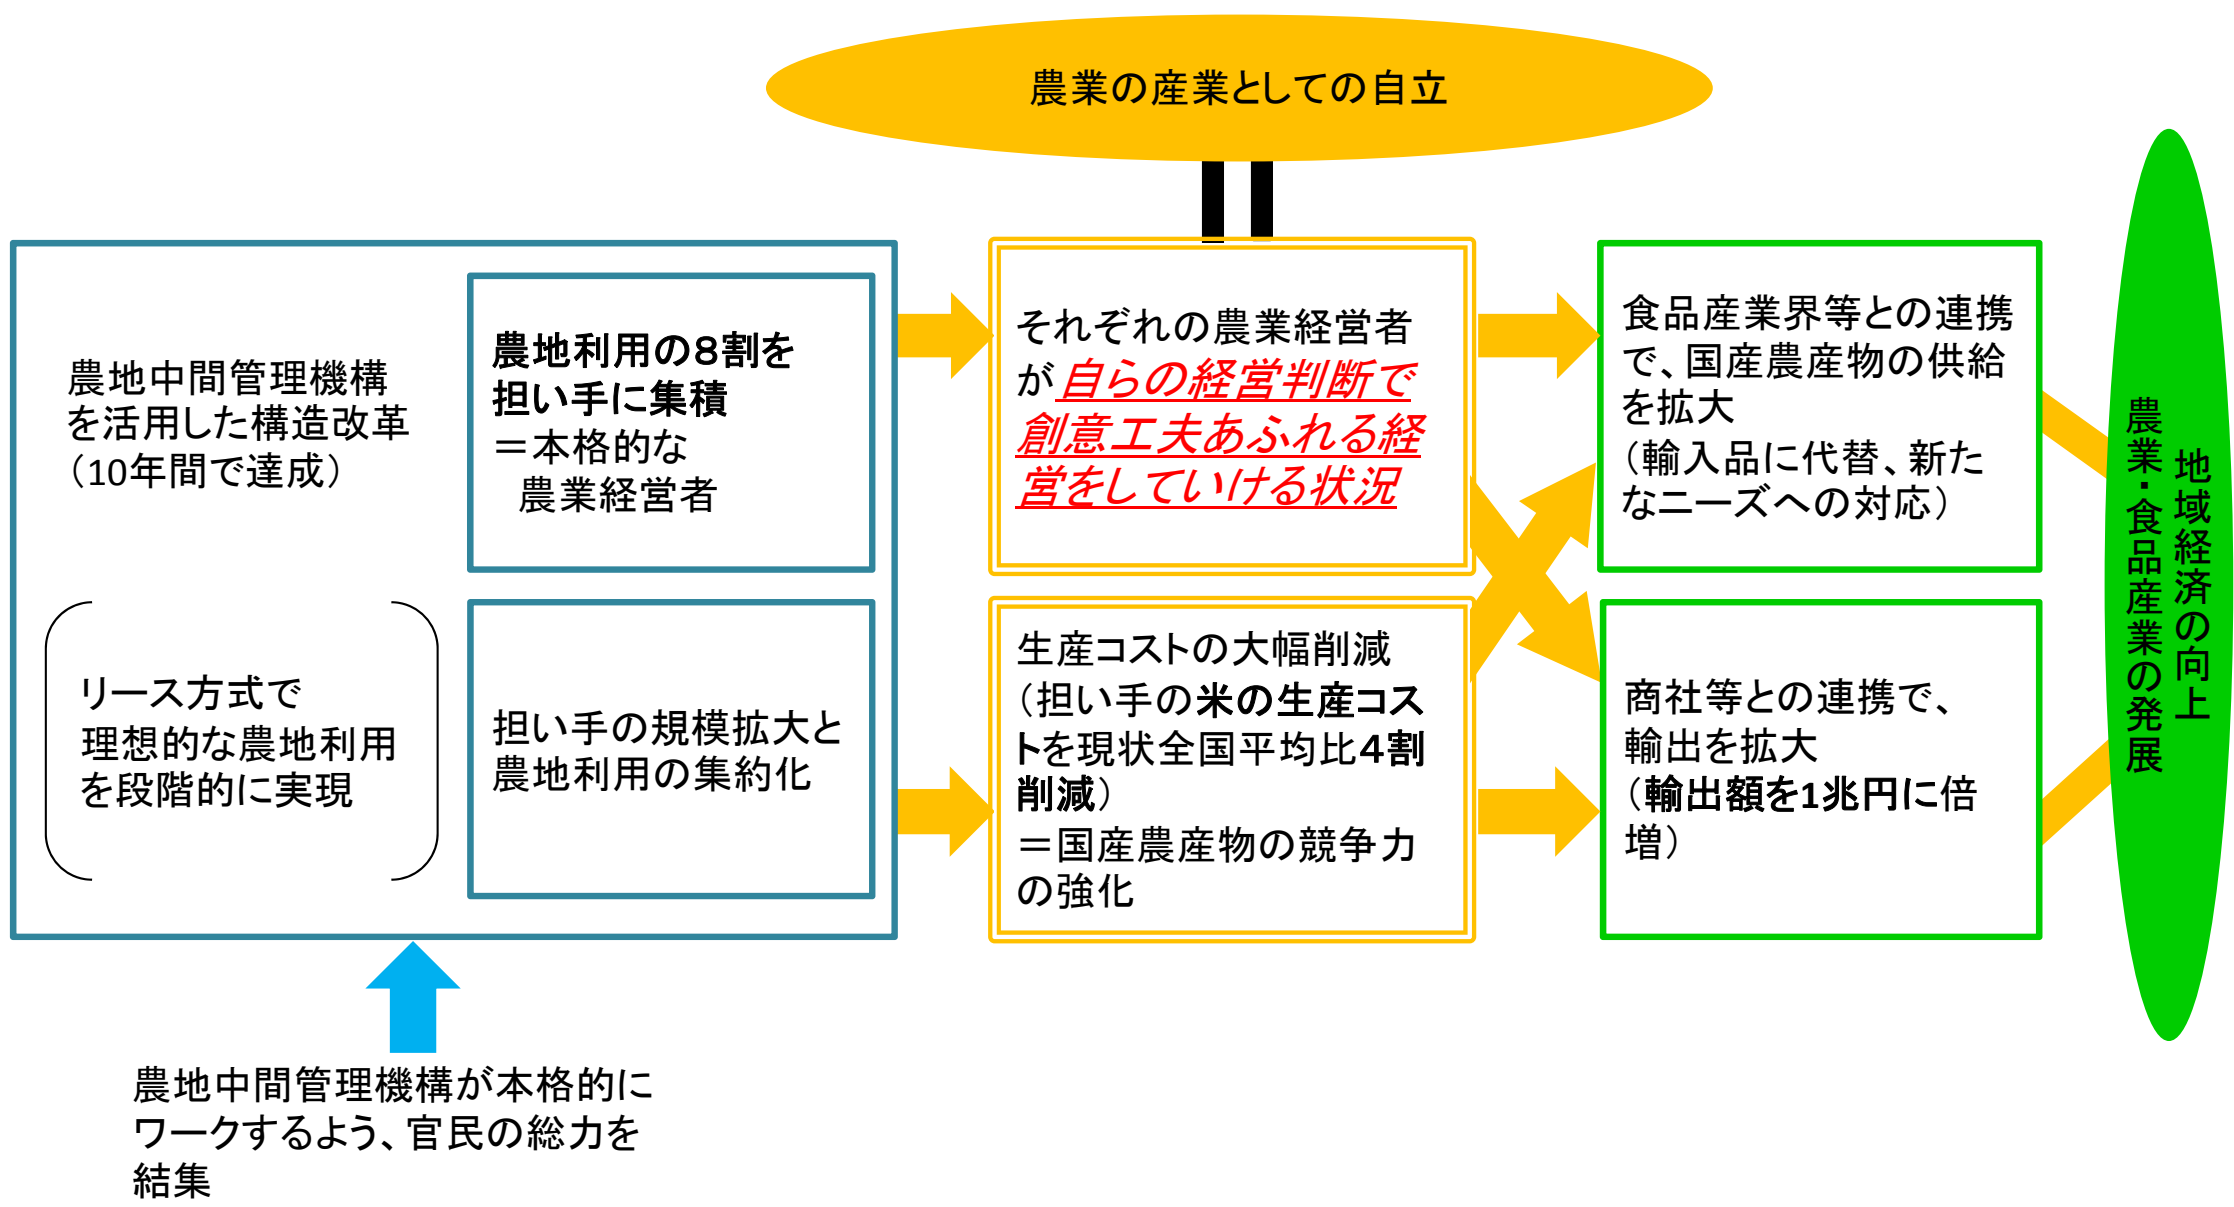 農業の産業としての自立
農地中間管理機構
を活用した構造改革
（10年間で達成）
リース方式で
理想的な農地利用
を段階的に実現
農地利用の８割を
担い手に集積
＝本格的な
農業経営者
担い手の規模拡大と
農地利用の集約化
農地中間管理機構が本格的に
ワークするよう、官民の総力を
結集
それぞれの農業経営者
が自らの経営判断で
創意工夫あふれる経
営をしていける状況
生産コストの大幅削減
（担い手の米の生産コス
トを現状全国平均比４割
削減）
＝国産農産物の競争力
の強化
食品産業界等との連携
で、国産農産物の供給
を拡大
（輸入品に代替、新た
なニーズへの対応）
商社等との連携で、
輸出を拡大
（輸出額を1兆円に倍
増）
地域経済の向上
農業・食品産業の発展